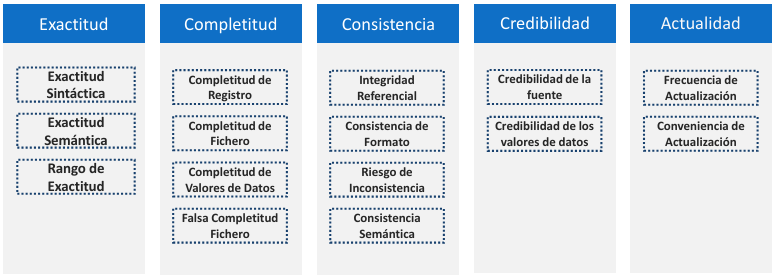 Exactitud
Exactitud
Sintáctica
Exactitud
Semántica
Rango de
Exactitud
Completitud
Completitud de
Registro
Completitud de
Fichero
Completitud de
Valores de Datos
Falsa Completitud
Fichero
Consistencia
Integridad
Referencial
Consistencia de
Formato
Riesgo de
Inconsistencia
Consistencia
Semántica
Credibilidad
Credibilidad de la
fuente
Credibilidad de los
valores de datos
Actualidad
Frecuencia de
Actualización
Conveniencia de
Actualización